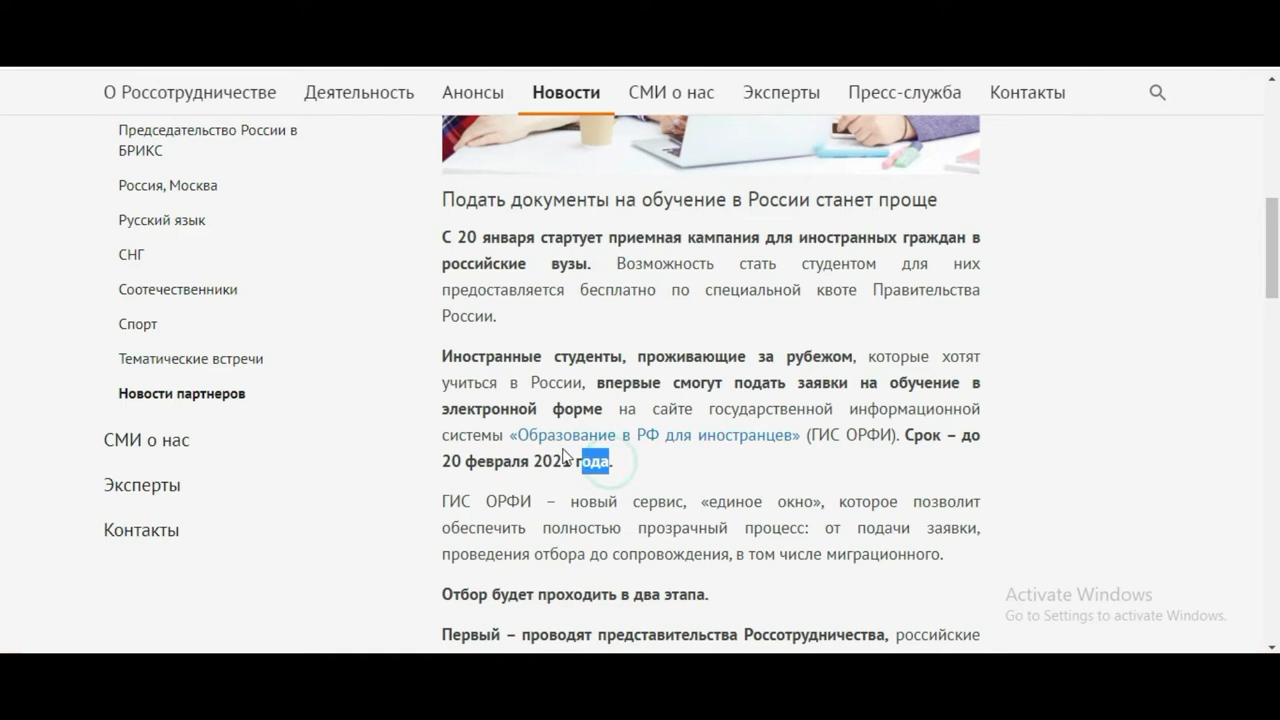 О Россотрудничестве Деятельность Анонсы Новости СМИ о нас Эксперты Пресс-служба Контакты
Председательство России в
БРИКС
Россия, Москва
Русский язык
СНГ
Соотечественники
Спорт
Тематические встречи
Новости партнеров
СМИ о нас
Эксперты
Контакты
Подать документы на обучение в России станет проще
С 20 января стартует приемная кампания для иностранных граждан в
российские вузы. Возможность стать студентом для них
предоставляется бесплатно по специальной квоте Правительства
России.
Иностранные студенты, проживающие за рубежом, которые хотят
учиться в России, впервые смогут подать заявки на обучение в
электронной форме на сайте государственной информационной
системы «Образование в РФ для иностранцев» (ГИС ОРФИ). Срок – до
20 февраля 2021 года.
ГИС ОРФИ – новый сервис, «единое окно», которое позволит
обеспечить полностью прозрачный процесс: от подачи заявки,
проведения отбора до сопровождения, в том числе миграционного.
Отбор будет проходить в два этапа.
Первый – проводят представительства Россотрудничества, российские
Activate Windows
Go to Settings to activate Windows.